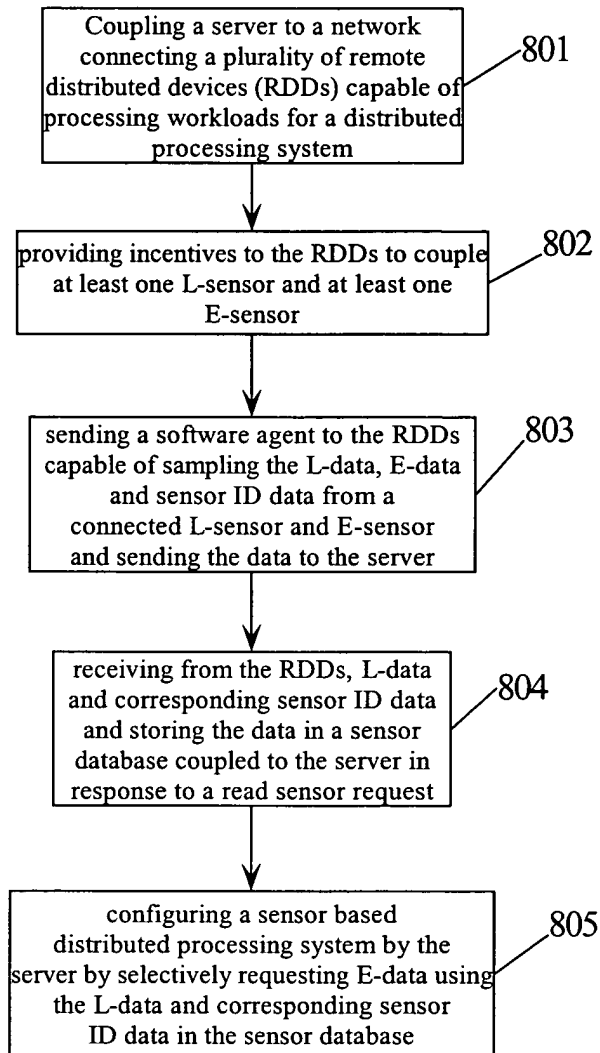 Coupling a server to a network
connecting a plurality of remote
distributed devices (RDDs) capable of
processing workloads for a distributed
processing system
801
providing incentives to the RDDs to couple
at least one L-sensor and at least one
E-sensor
802
sending a software agent to the RDDs
capable of sampling the L-data, E-data
and sensor ID data from a
connected L-sensor and E-sensor
and sending the data to the server
803
receiving from the RDDs, L-data
and corresponding sensor ID data
and storing the data in a sensor
database coupled to the server in
response to a read sensor request
804
configuring a sensor based
distributed processing system by the
server by selectively requesting E-data using
the L-data and corresponding sensor
ID data in the sensor database
805